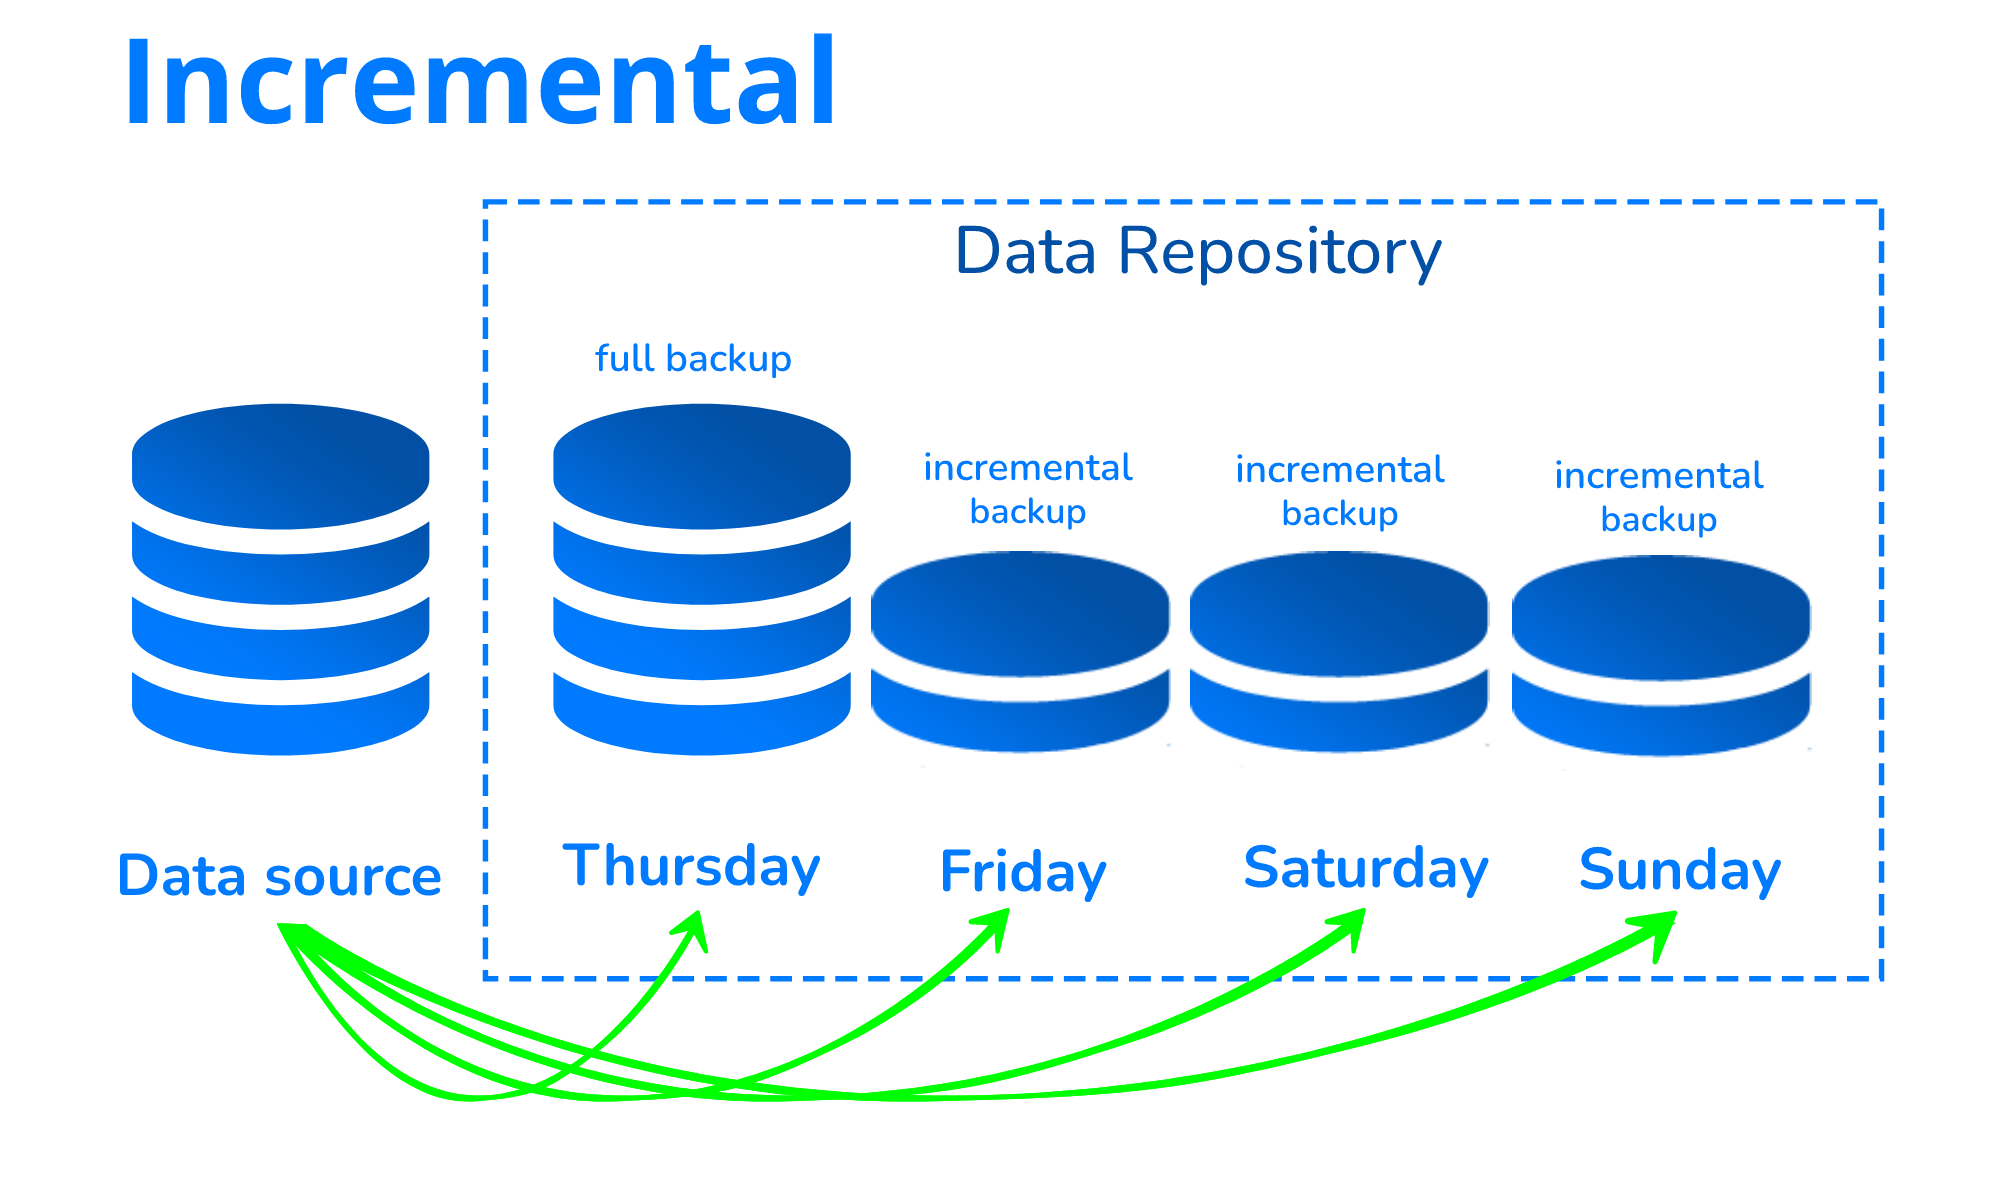 Incremental
Data Repository
full backup
incremental
backup
incremental
backup
incremental
backup
Data source
Thursday
Friday
Saturday
Sunday